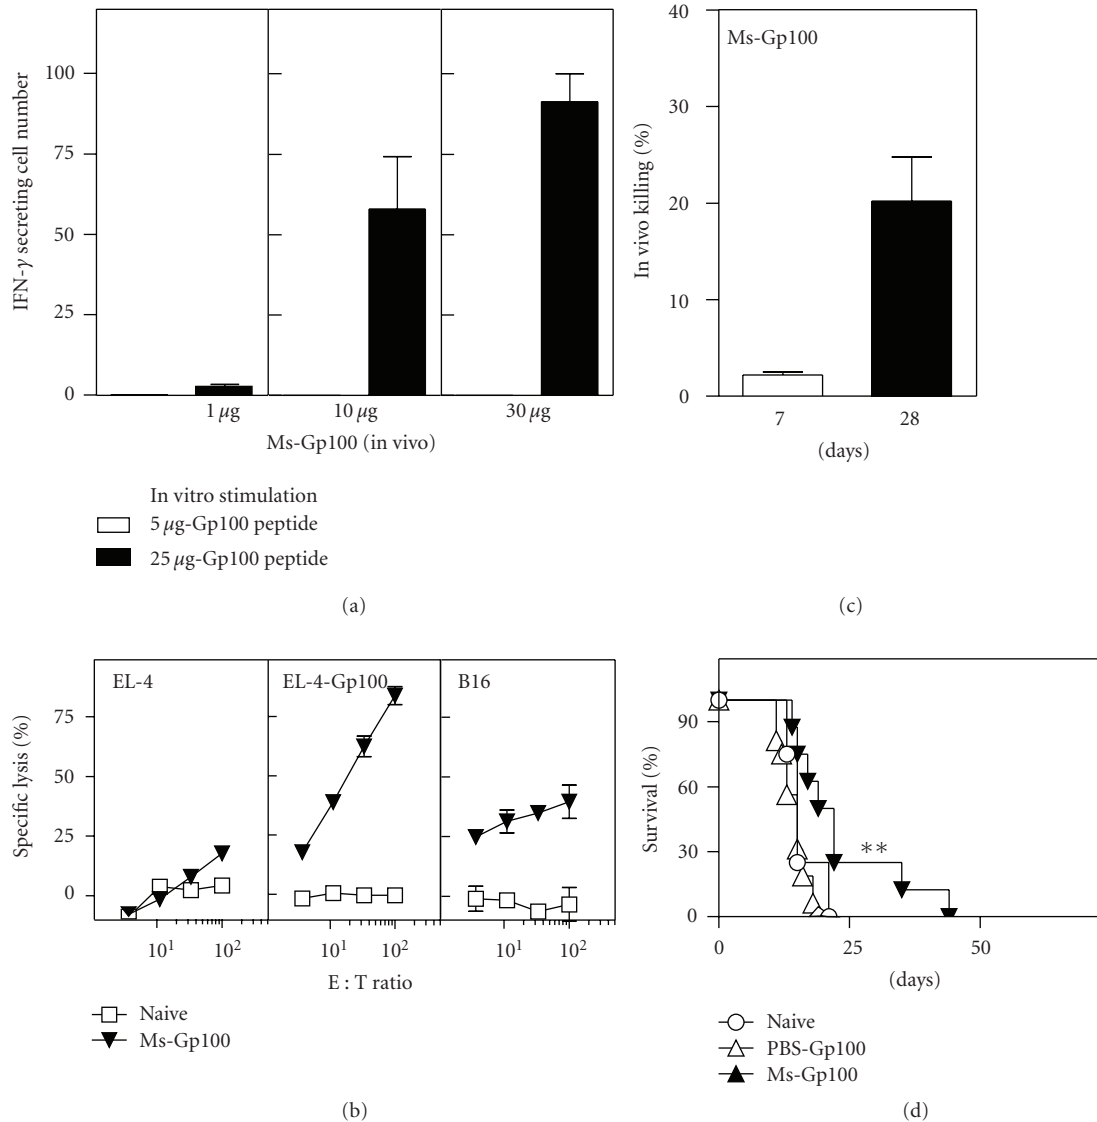 IFN-γ secreting cell number
100
75
50
25
0
1 μg
10 μg
30 μg
Ms-Gp100 (in vivo)
In vitro stimulation
5 μg-Gp100 peptide
25 μg-Gp100 peptide
(a)
Ms-Gp100
In vivo killing (%)
40
30
20
10
0
7
28
(days)
(c)
EL-4
EL-4-Gp100
B16
Specific lysis (%)
75
50
25
0
10¹
10²
10¹
10²
10¹
10²
E : T ratio
Naive
Ms-Gp100
(b)
Survival (%)
90
60
30
0
**
0
25
50
(days)
Naive
PBS-Gp100
Ms-Gp100
(d)